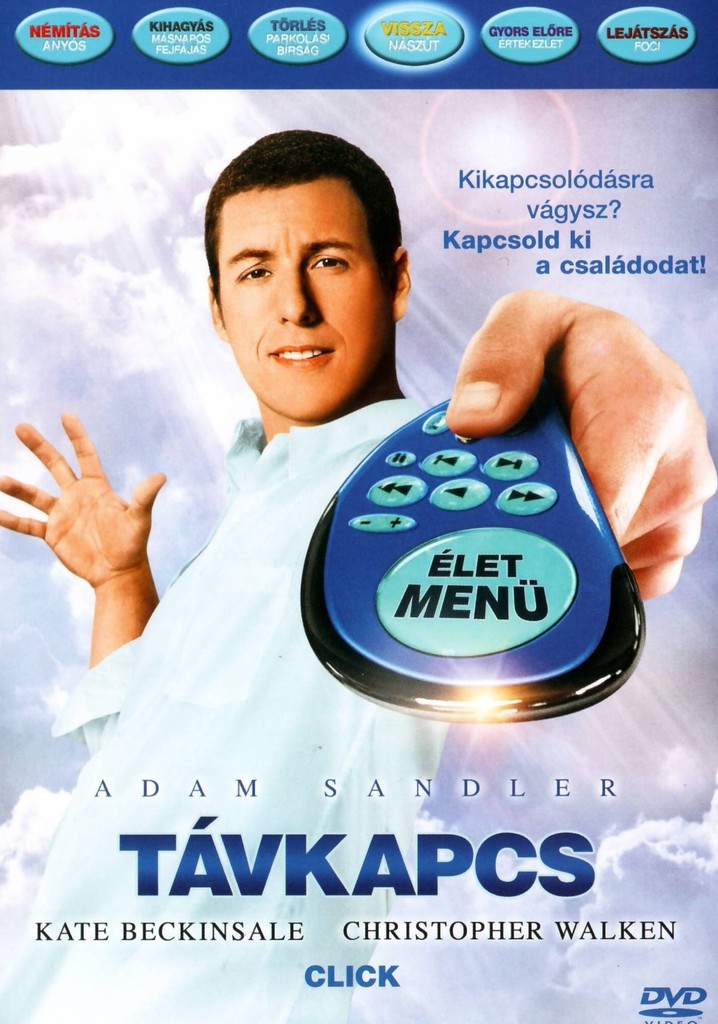 NÉMÍTÁS
ANYÓS
KIHAGYÁS
MÁSNAPOS
FEJFÁJÁS
TÖRLÉS
PARKOLÁSI
BÍRSÁG
VISSZA
NÁSZÚT
GYORS ELŐRE
ÉRTEKEZLET
LEJÁTSZÁS
FOCI
Kikapcsolódásra
vágysz?
Kapcsold ki
a családodat!
- +
ÉLET
MENÜ
ADAM SANDLER
TÁVKAPCS
KATE BECKINSALE CHRISTOPHER WALKEN
CLICK
DVD
VIDEO